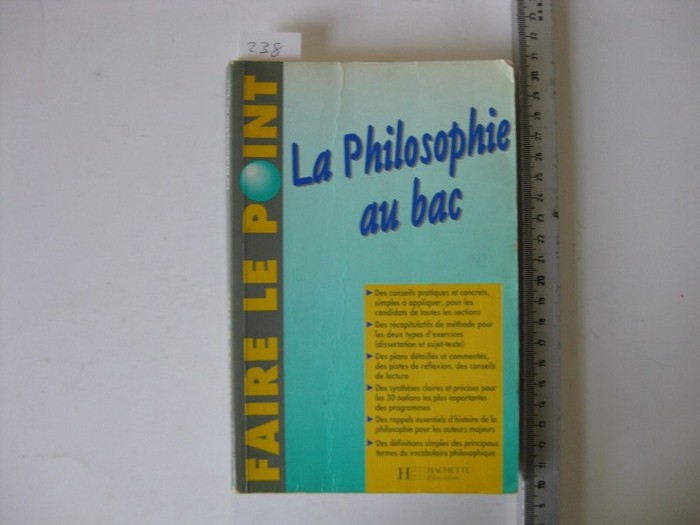 238
FAIRE LE POINT
La Philosophie
au bac
Des conseils pratiques et concrets,
simples à appliquer, pour les
candidats de toutes les sections
Des récapitulatifs de méthode pour
les deux types d'exercices
(dissertation et sujet-texte)
Des plans détaillés et commentés,
des pistes de réflexion, des conseils
de lecture
Des synthèses claires et précises pour
les 30 notions les plus importantes
des programmes
Des rappels essentiels d'histoire de la
philosophie pour les auteurs majeurs
Des définitions simples des principaux
termes du vocabulaire philosophique
H HACHETTE
Education